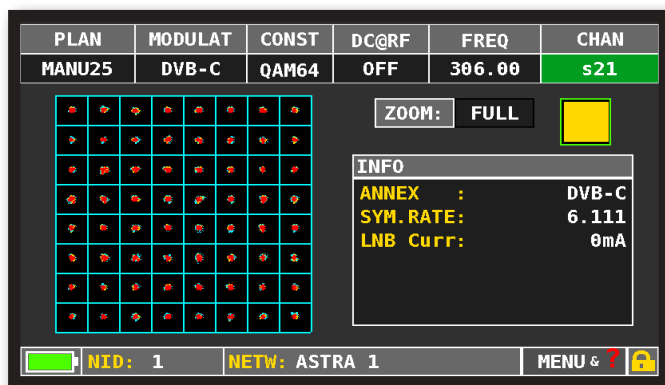 PLAN MODULAT CONST DC@RF FREQ CHAN
MANU25 DVB-C QAM64 OFF 306.00 s21
ZOOM: FULL
INFO
ANNEX : DVB-C
SYM.RATE: 6.111
LNB Curr: 0mA
NID: 1 NETW: ASTRA 1 MENU & ?